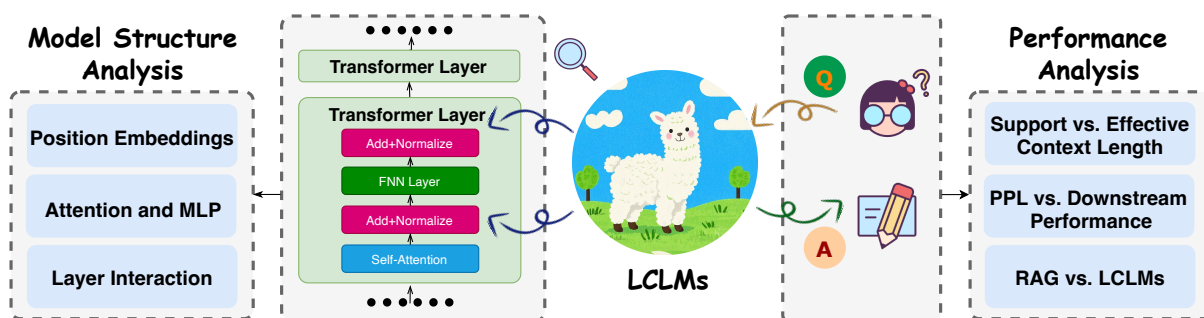 Model Structure
Analysis
Position Embeddings
Attention and MLP
Layer Interaction
Transformer Layer
Transformer Layer
Add+Normalize
FNN Layer
Add+Normalize
Self-Attention
LCLMs
Q
?
A
Performance
Analysis
Support vs. Effective
Context Length
PPL vs. Downstream
Performance
RAG vs. LCLMs